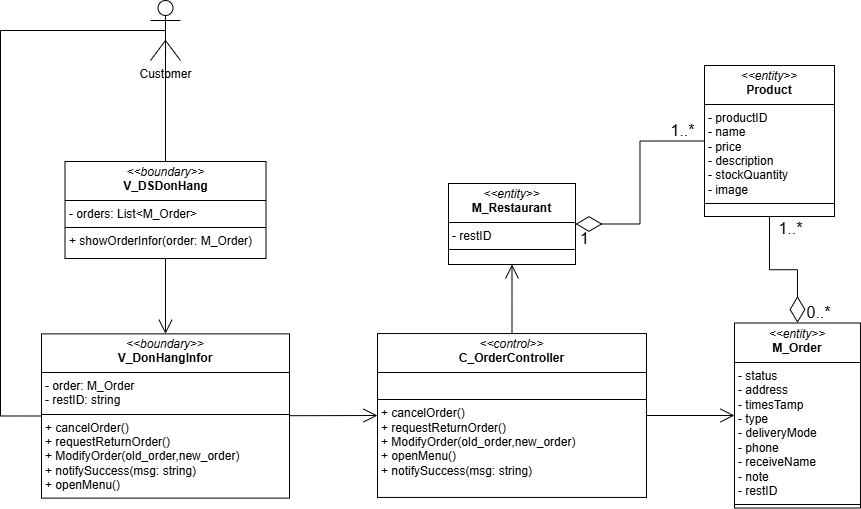 Customer
<<boundary>>
V_DSDonHang
- orders: List<M_Order>
+ showOrderInfor(order: M_Order)
<<boundary>>
V_DonHangInfor
- order: M_Order
- restID: string
+ cancelOrder()
+ requestReturnOrder()
+ ModifyOrder(old_order,new_order)
+ notifySuccess(msg: string)
+ openMenu()
<<control>>
C_OrderController
+ cancelOrder()
+ requestReturnOrder()
+ ModifyOrder(old_order,new_order)
+ openMenu()
+ notifySuccess(msg: string)
<<entity>>
M_Restaurant
- restID
1
1..*
<<entity>>
Product
- productID
- name
- price
- description
- stockQuantity
- image
1..*
0..*
<<entity>>
M_Order
- status
- address
- timesTamp
- type
- deliveryMode
- phone
- receiveName
- note
- restID